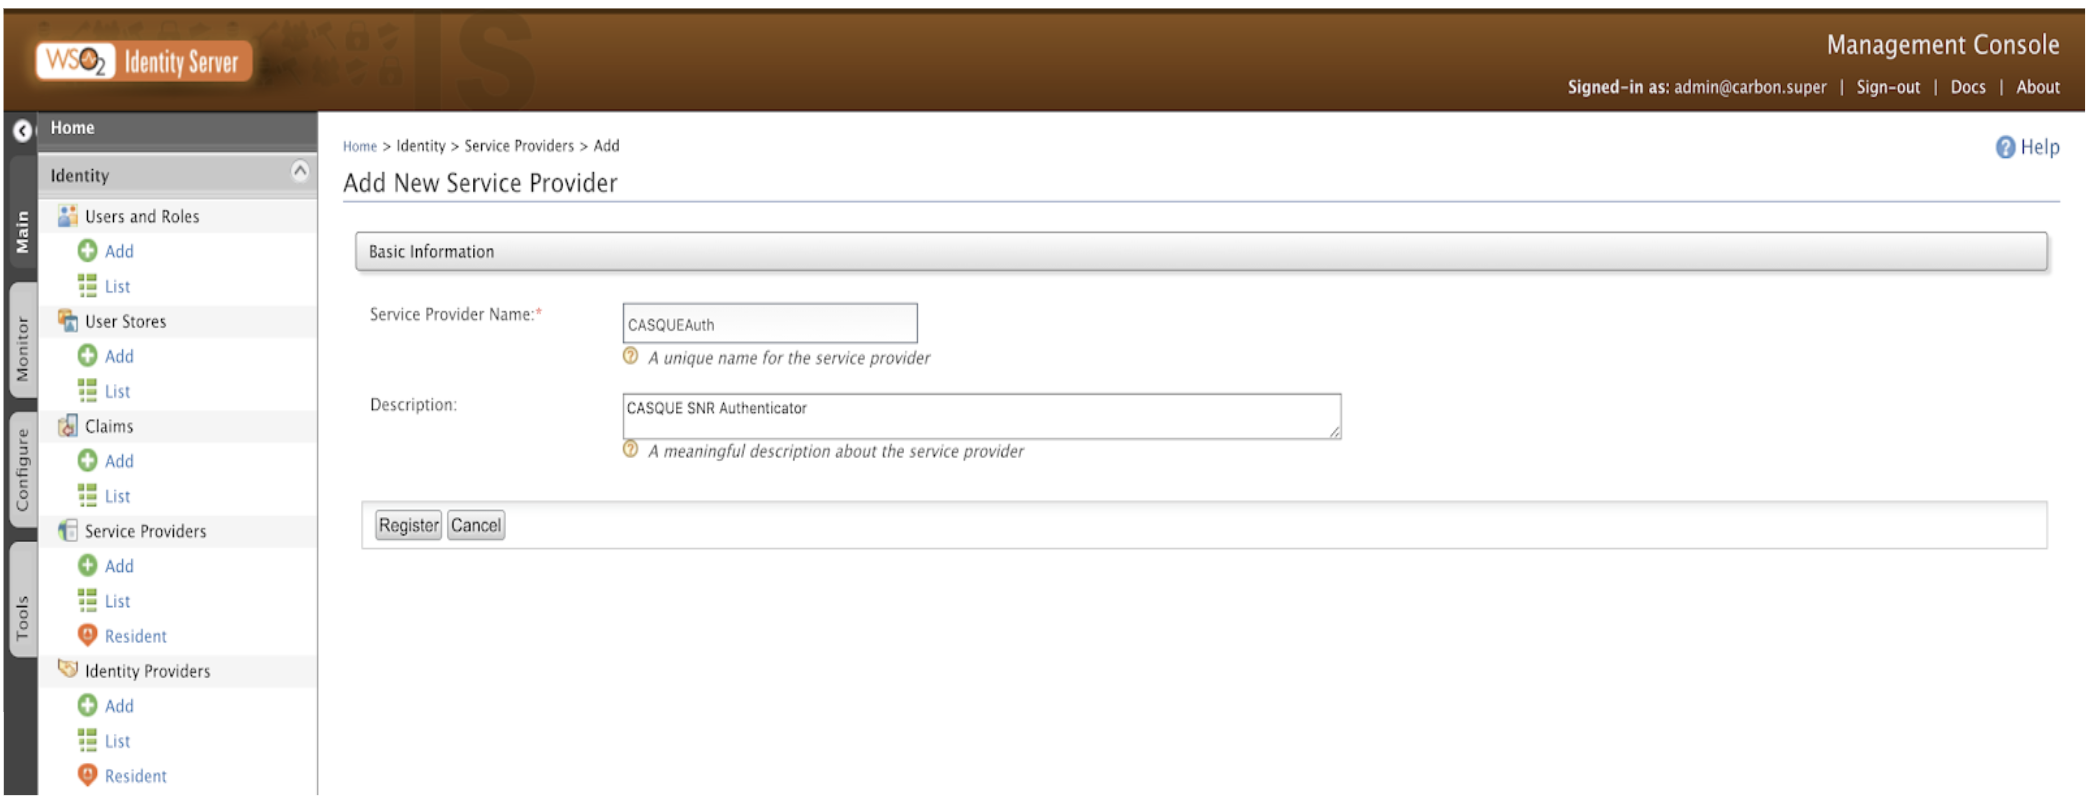 WSO2 Identity Server
IS
Management Console
Signed-in as: admin@carbon.super | Sign-out | Docs | About
Main
Monitor
Configure
Tools
Home
Identity
Users and Roles
Add
List
User Stores
Add
List
Claims
Add
List
Service Providers
Add
List
Resident
Identity Providers
Add
List
Resident
Home > Identity > Service Providers > Add
Help
Add New Service Provider
Basic Information
Service Provider Name:*
CASQUEAuth
A unique name for the service provider
Description:
CASQUE SNR Authenticator
A meaningful description about the service provider
Register Cancel